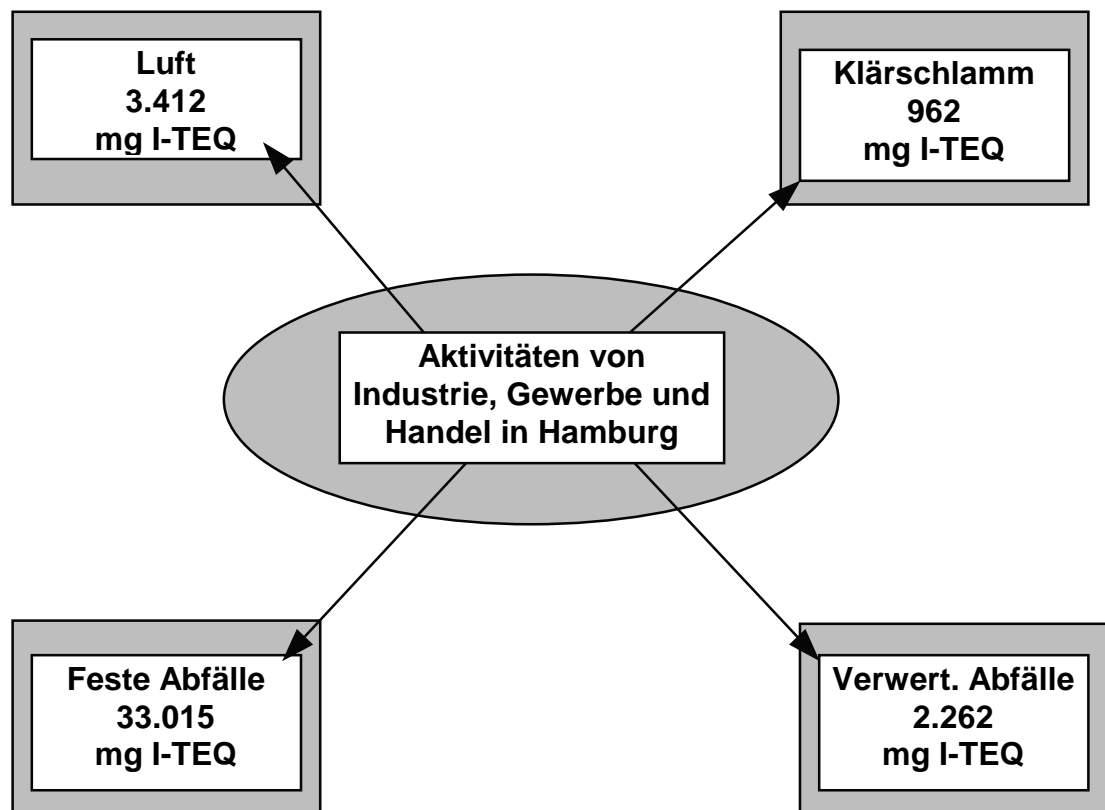 Luft
3.412
mg I-TEQ
Klärschlamm
962
mg I-TEQ
Aktivitäten von
Industrie, Gewerbe und
Handel in Hamburg
Feste Abfälle
33.015
mg I-TEQ
Verwert. Abfälle
2.262
mg I-TEQ